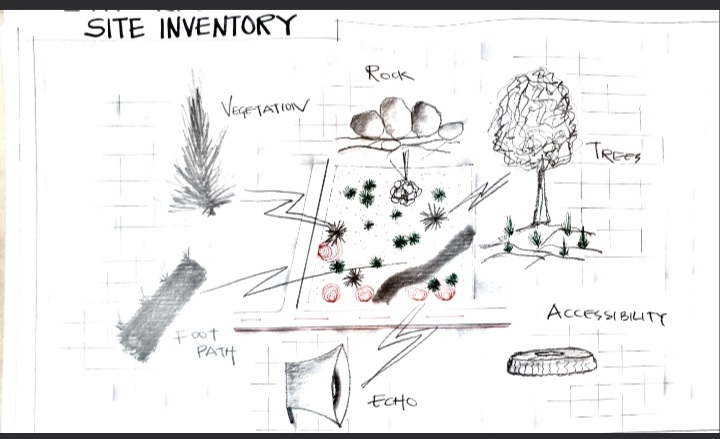 SITE INVENTORY
ROCK
VEGETATION
TREES
ACCESSIBILITY
FOOT
PATH
ECHO